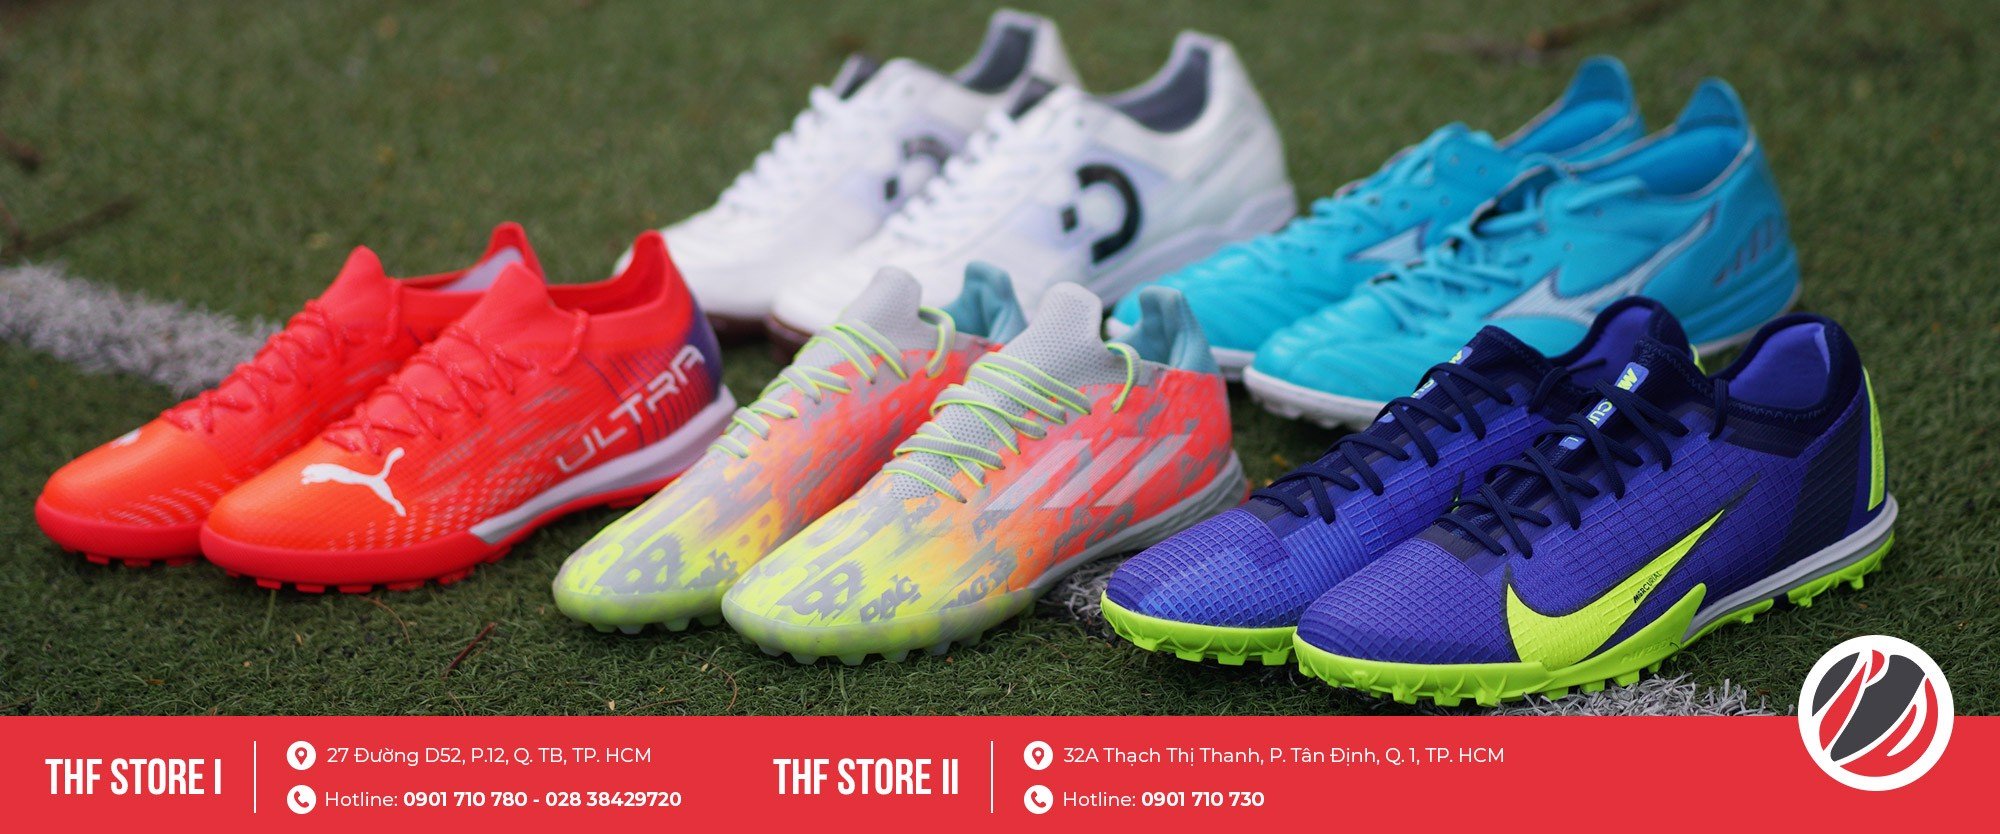 ULTRA
MERCURIAL
THF STORE I
27 Đường D52, P.12, Q. TB, TP. HCM
Hotline: 0901 710 780 - 028 38429720
THF STORE II
32A Thạch Thị Thanh, P. Tân Định, Q. 1, TP. HCM
Hotline: 0901 710 730